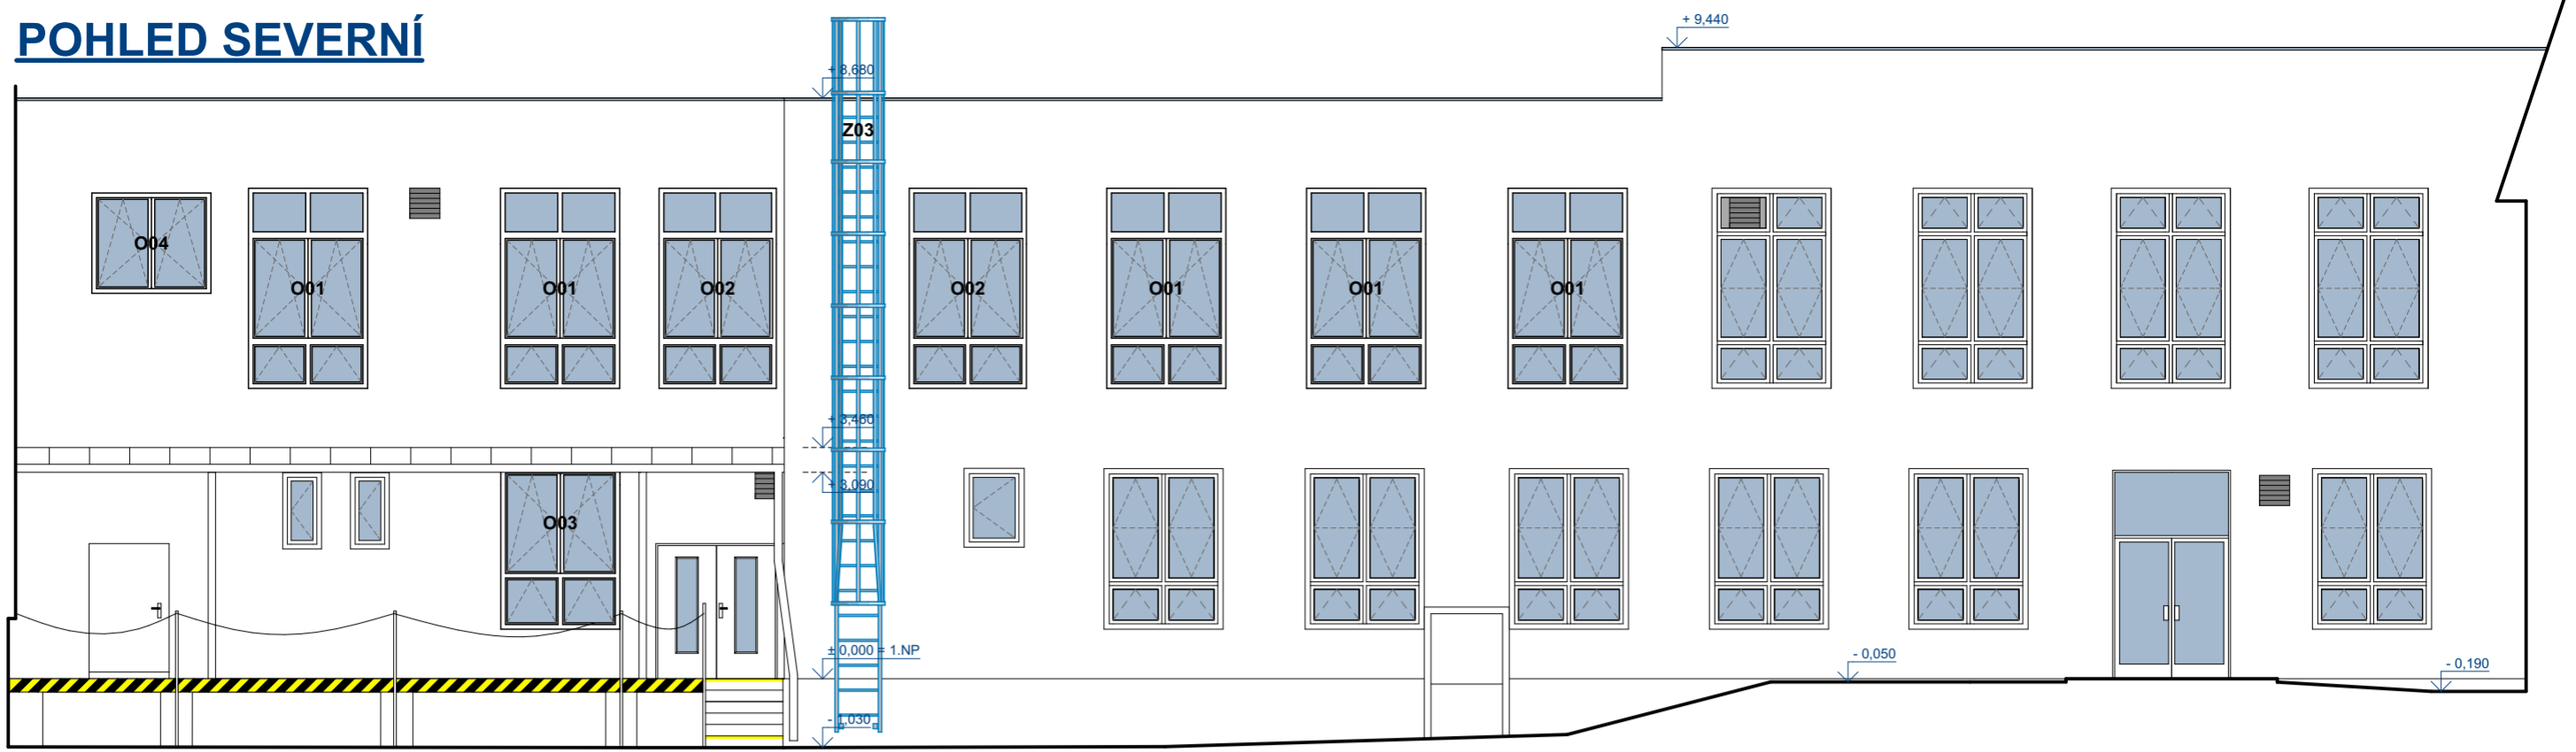 POHLED SEVERNÍ
+ 9,440
+ 8,680
Z03
O04
O01
O01
O02
O02
O01
O01
O01
+ 3,460
+ 3,090
O03
± 0,000 = 1.NP
- 0,050
- 0,190
- 1,030